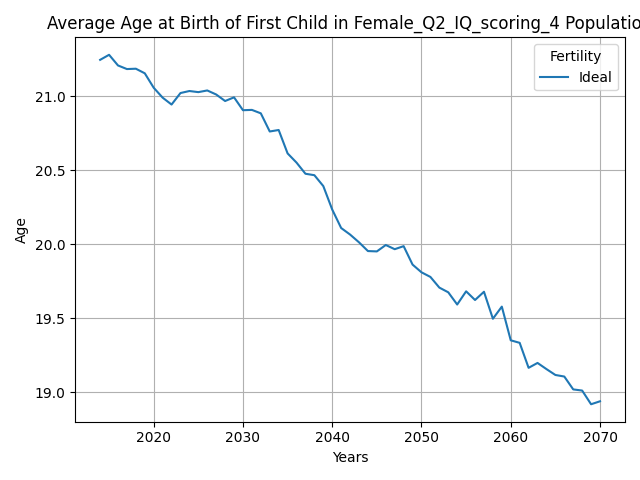 Average Age at Birth of First Child in Female_Q2_IQ_scoring_4 Populatio
Fertility
Ideal
Age
21.0
20.5
20.0
19.5
19.0
2020 2030 2040 2050 2060 2070
Years